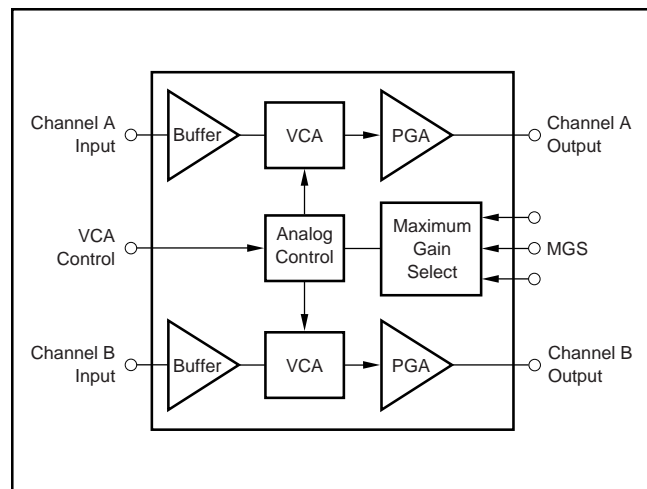 Channel A
Input
Buffer
VCA
PGA
Channel A
Output
VCA
Control
Analog
Control
Maximum
Gain
Select
MGS
Channel B
Input
Buffer
VCA
PGA
Channel B
Output